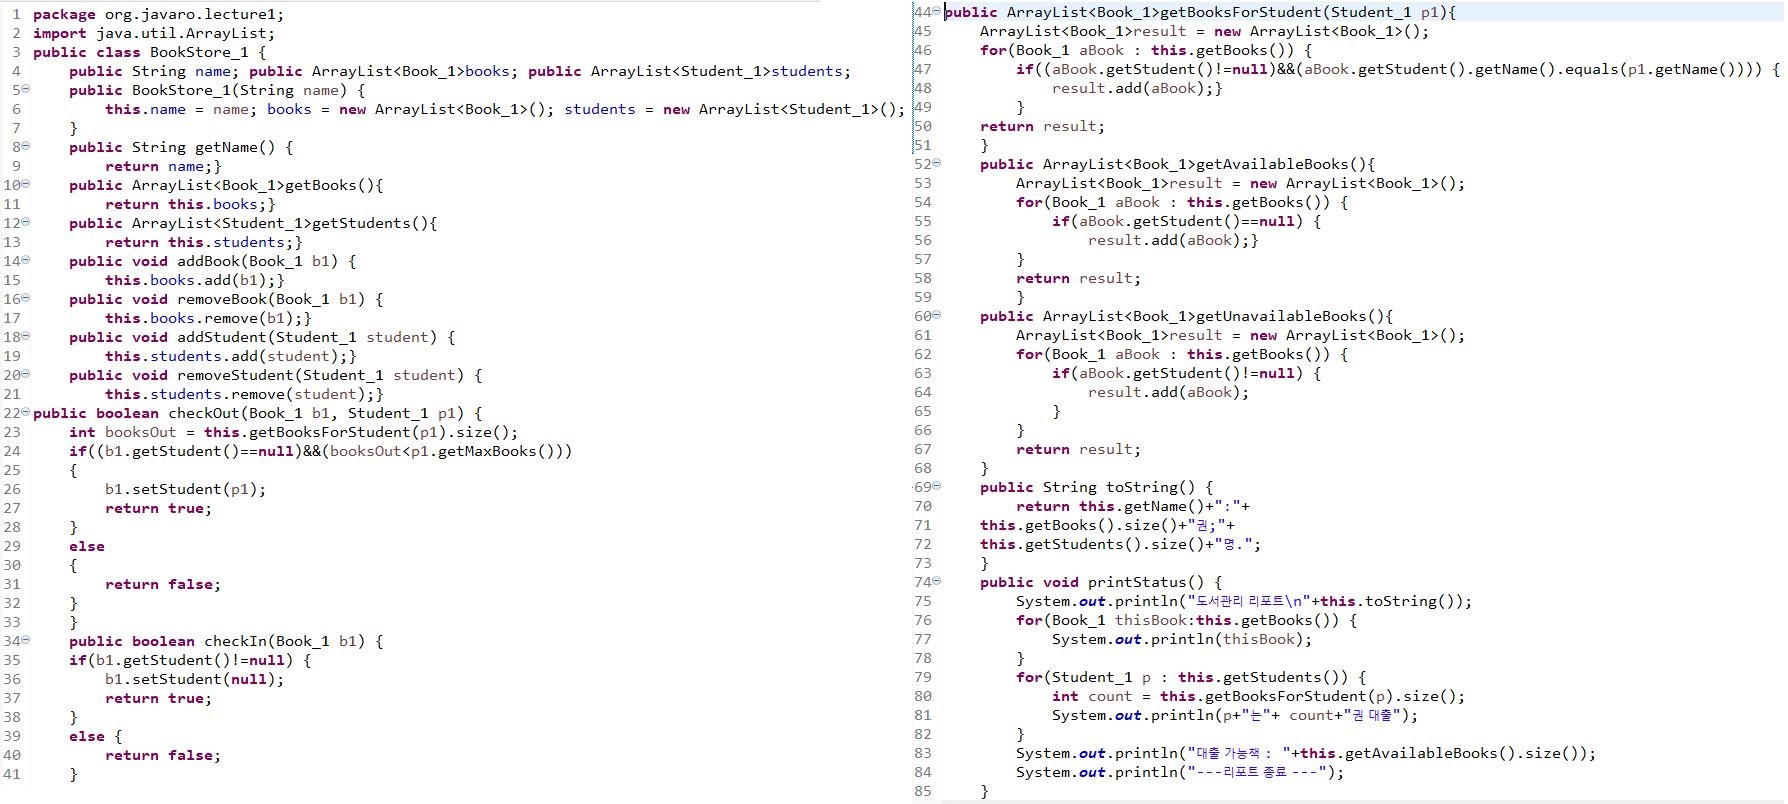 1 package org.javaro.lecture1;
2 import java.util.ArrayList;
3 public class BookStore_1 {
4     public String name; public ArrayList<Book_1>books; public ArrayList<Student_1>students;
5     public BookStore_1(String name) {
6         this.name = name; books = new ArrayList<Book_1>(); students = new ArrayList<Student_1>();
7     }
8     public String getName() {
9         return name;}
10     public ArrayList<Book_1>getBooks(){
11         return this.books;}
12     public ArrayList<Student_1>getStudents(){
13         return this.students;}
14     public void addBook(Book_1 b1) {
15         this.books.add(b1);}
16     public void removeBook(Book_1 b1) {
17         this.books.remove(b1);}
18     public void addStudent(Student_1 student) {
19         this.students.add(student);}
20     public void removeStudent(Student_1 student) {
21         this.students.remove(student);}
22 public boolean checkOut(Book_1 b1, Student_1 p1) {
23     int booksOut = this.getBooksForStudent(p1).size();
24     if((b1.getStudent()==null)&&(booksOut<p1.getMaxBooks()))
25     {
26         b1.setStudent(p1);
27         return true;
28     }
29     else
30     {
31         return false;
32     }
33     }
34     public boolean checkIn(Book_1 b1) {
35     if(b1.getStudent()!=null) {
36         b1.setStudent(null);
37         return true;
38     }
39     else {
40         return false;
41     }
44 public ArrayList<Book_1>getBooksForStudent(Student_1 p1){
45     ArrayList<Book_1>result = new ArrayList<Book_1>();
46     for(Book_1 aBook : this.getBooks()) {
47         if((aBook.getStudent()!=null)&&(aBook.getStudent().getName().equals(p1.getName()))) {
48             result.add(aBook);}
49         }
50     return result;
51     }
52     public ArrayList<Book_1>getAvailableBooks(){
53         ArrayList<Book_1>result = new ArrayList<Book_1>();
54         for(Book_1 aBook : this.getBooks()) {
55             if(aBook.getStudent()==null) {
56                 result.add(aBook);}
57         }
58         return result;
59         }
60     public ArrayList<Book_1>getUnavailableBooks(){
61         ArrayList<Book_1>result = new ArrayList<Book_1>();
62         for(Book_1 aBook : this.getBooks()) {
63             if(aBook.getStudent()!=null) {
64                 result.add(aBook);
65             }
66         }
67         return result;
68     }
69     public String toString() {
70         return this.getName()+":"+
71     this.getBooks().size()+"권;"+
72     this.getStudents().size()+"명.";
73     }
74     public void printStatus() {
75         System.out.println("도서관리 리포트\n"+this.toString());
76         for(Book_1 thisBook:this.getBooks()) {
77             System.out.println(thisBook);
78         }
79         for(Student_1 p : this.getStudents()) {
80             int count = this.getBooksForStudent(p).size();
81             System.out.println(p+"는"+ count+"권 대출");
82         }
83         System.out.println("대출 가능책 : "+this.getAvailableBooks().size());
84         System.out.println("---리포트 종료 ---");
85     }